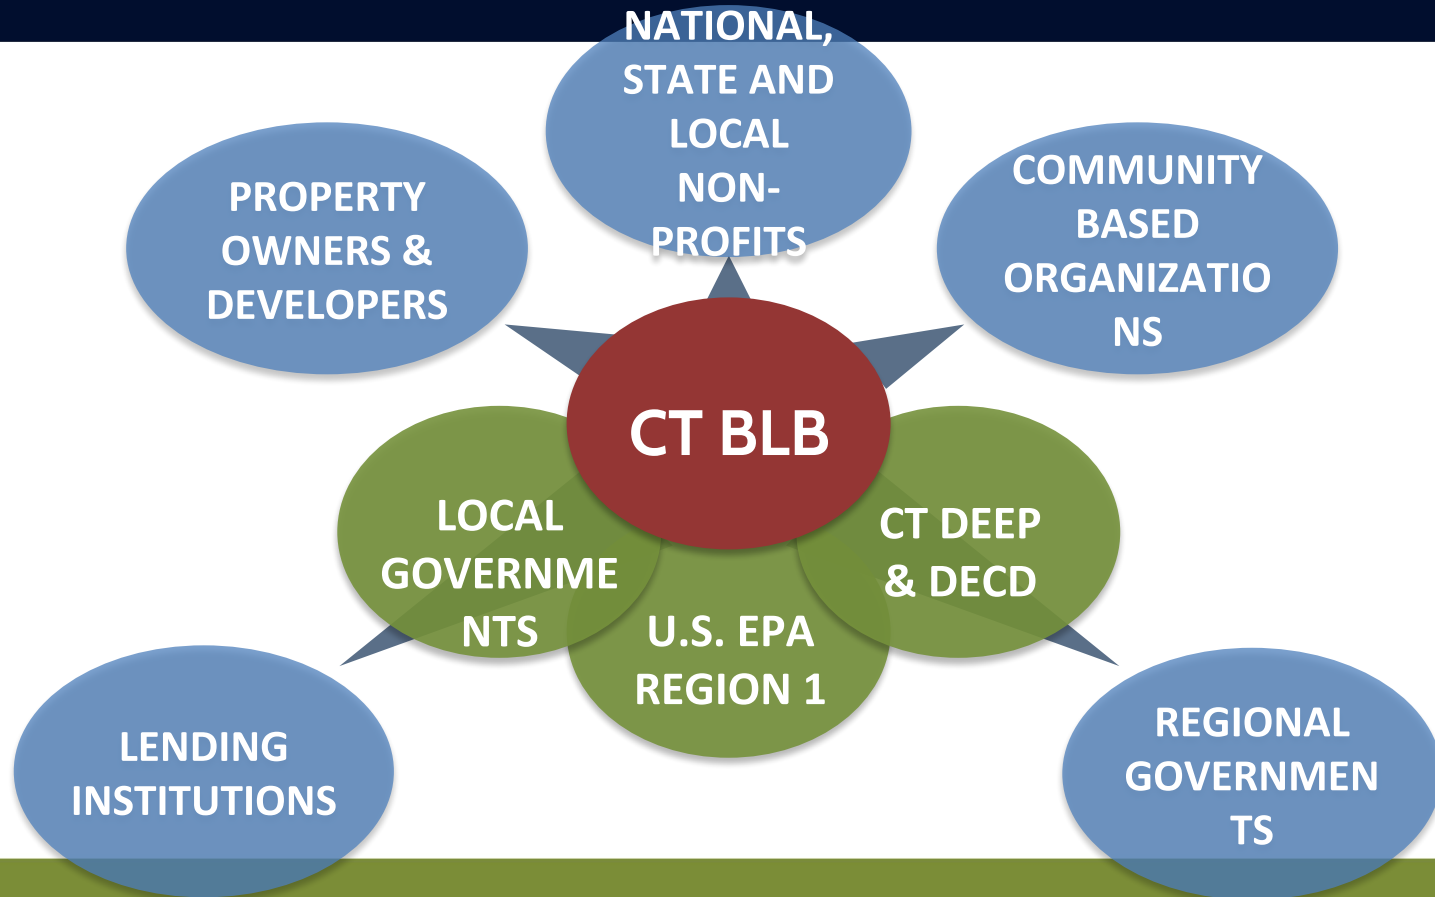 NATIONAL,
STATE AND
LOCAL
NON-
PROFITS
PROPERTY
OWNERS &
DEVELOPERS
COMMUNITY
BASED
ORGANIZATIO
NS
CT BLB
LOCAL
GOVERNME
NTS
CT DEEP
& DECD
U.S. EPA
REGION 1
LENDING
INSTITUTIONS
REGIONAL
GOVERNMEN
TS